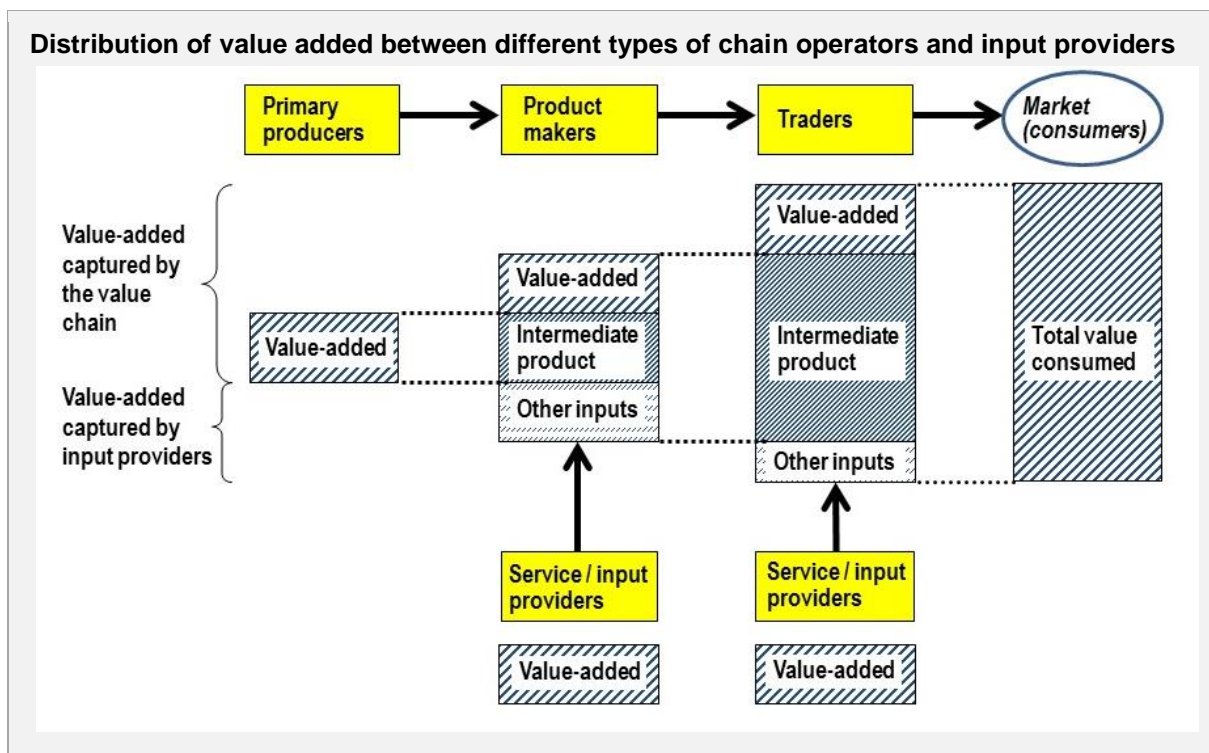 Distribution of value added between different types of chain operators and input providers
Primary
producers
Product
makers
Traders
Market
(consumers)
Value-added
captured by
the value
chain
Value-added
captured by
input providers
Value-added
Value-added
Intermediate
product
Other inputs
Value-added
Intermediate
product
Other inputs
Total value
consumed
Service / input
providers
Service / input
providers
Value-added
Value-added